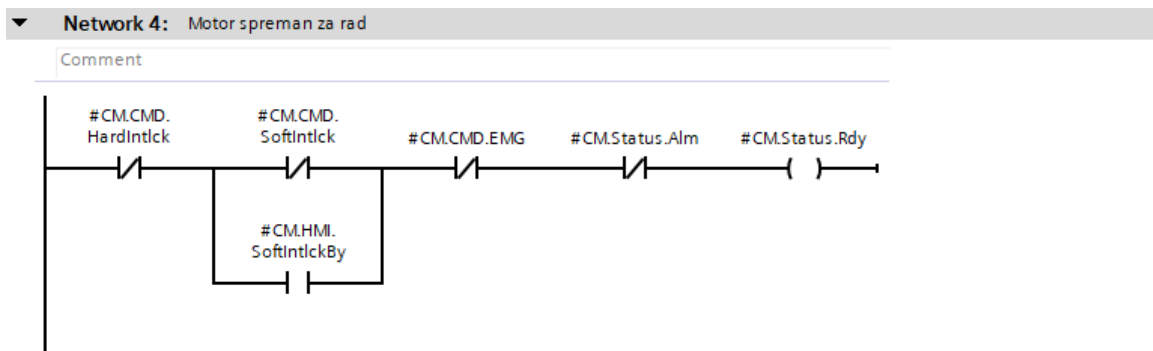 Network 4: Motor spreman za rad
Comment
#CM.CMD.
HardIntlck
#CM.CMD.
SoftIntlck
#CM.CMD.EMG
#CM.Status.Alm
#CM.Status.Rdy
#CM.HMI.
SoftIntlckBy